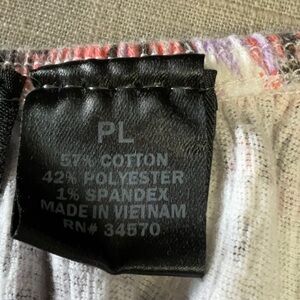 PL
57% COTTON
42% POLYESTER
1% SPANDEX
MADE IN VIETNAM
RN# 34570